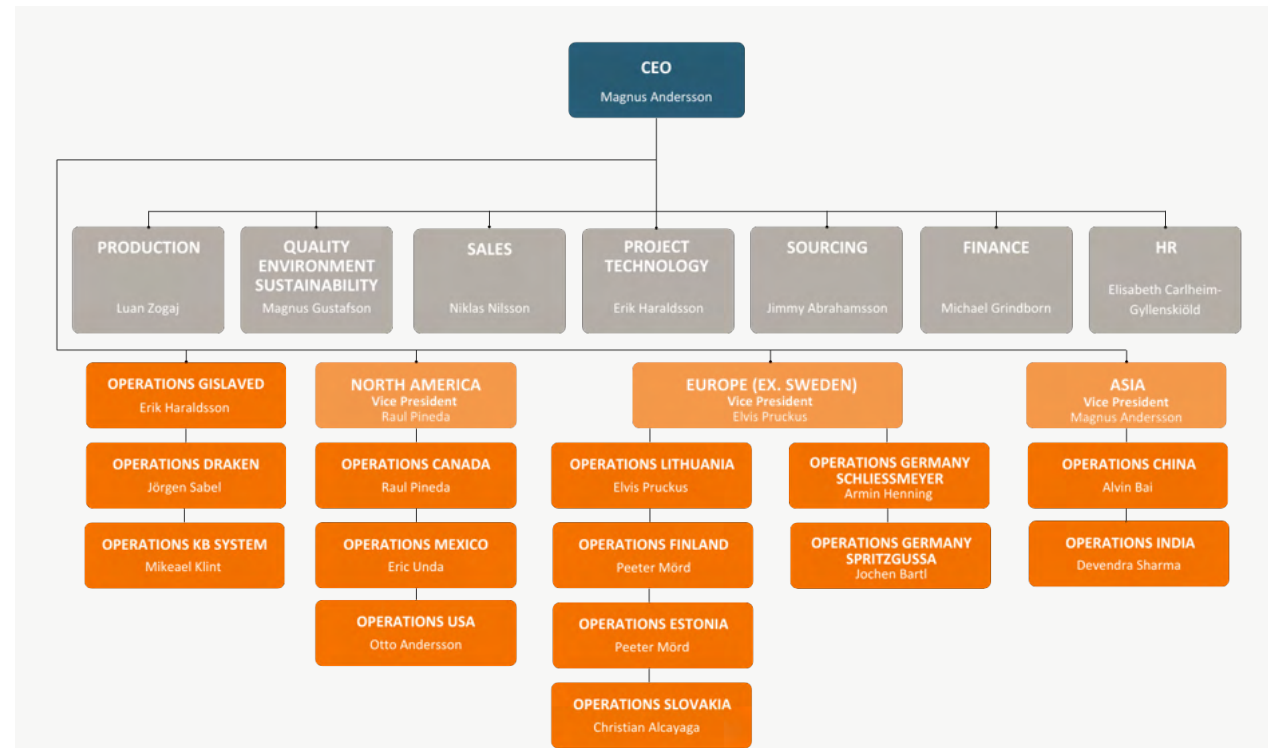 CEO
Magnus Andersson
PRODUCTION
Luan Zogaj
QUALITY
ENVIRONMENT
SUSTAINABILITY
Magnus Gustafson
SALES
Niklas Nilsson
PROJECT
TECHNOLOGY
Erik Haraldsson
SOURCING
Jimmy Abrahamsson
FINANCE
Michael Grindborn
HR
Elisabeth Carlheim-
Gyllenskiöld
OPERATIONS GISLAVED
Erik Haraldsson
OPERATIONS DRAKEN
Jörgen Sabel
OPERATIONS KB SYSTEM
Mikeael Klint
NORTH AMERICA
Vice President
Raul Pineda
OPERATIONS CANADA
Raul Pineda
OPERATIONS MEXICO
Eric Unda
OPERATIONS USA
Otto Andersson
EUROPE (EX. SWEDEN)
Vice President
Elvis Pruckus
OPERATIONS LITHUANIA
Elvis Pruckus
OPERATIONS FINLAND
Peeter Mörd
OPERATIONS ESTONIA
Peeter Mörd
OPERATIONS SLOVAKIA
Christian Alcayaga
OPERATIONS GERMANY
SCHLIESSMEYER
Armin Henning
OPERATIONS GERMANY
SPRITZGUSSA
Jochen Bartl
ASIA
Vice President
Magnus Andersson
OPERATIONS CHINA
Alvin Bai
OPERATIONS INDIA
Devendra Sharma